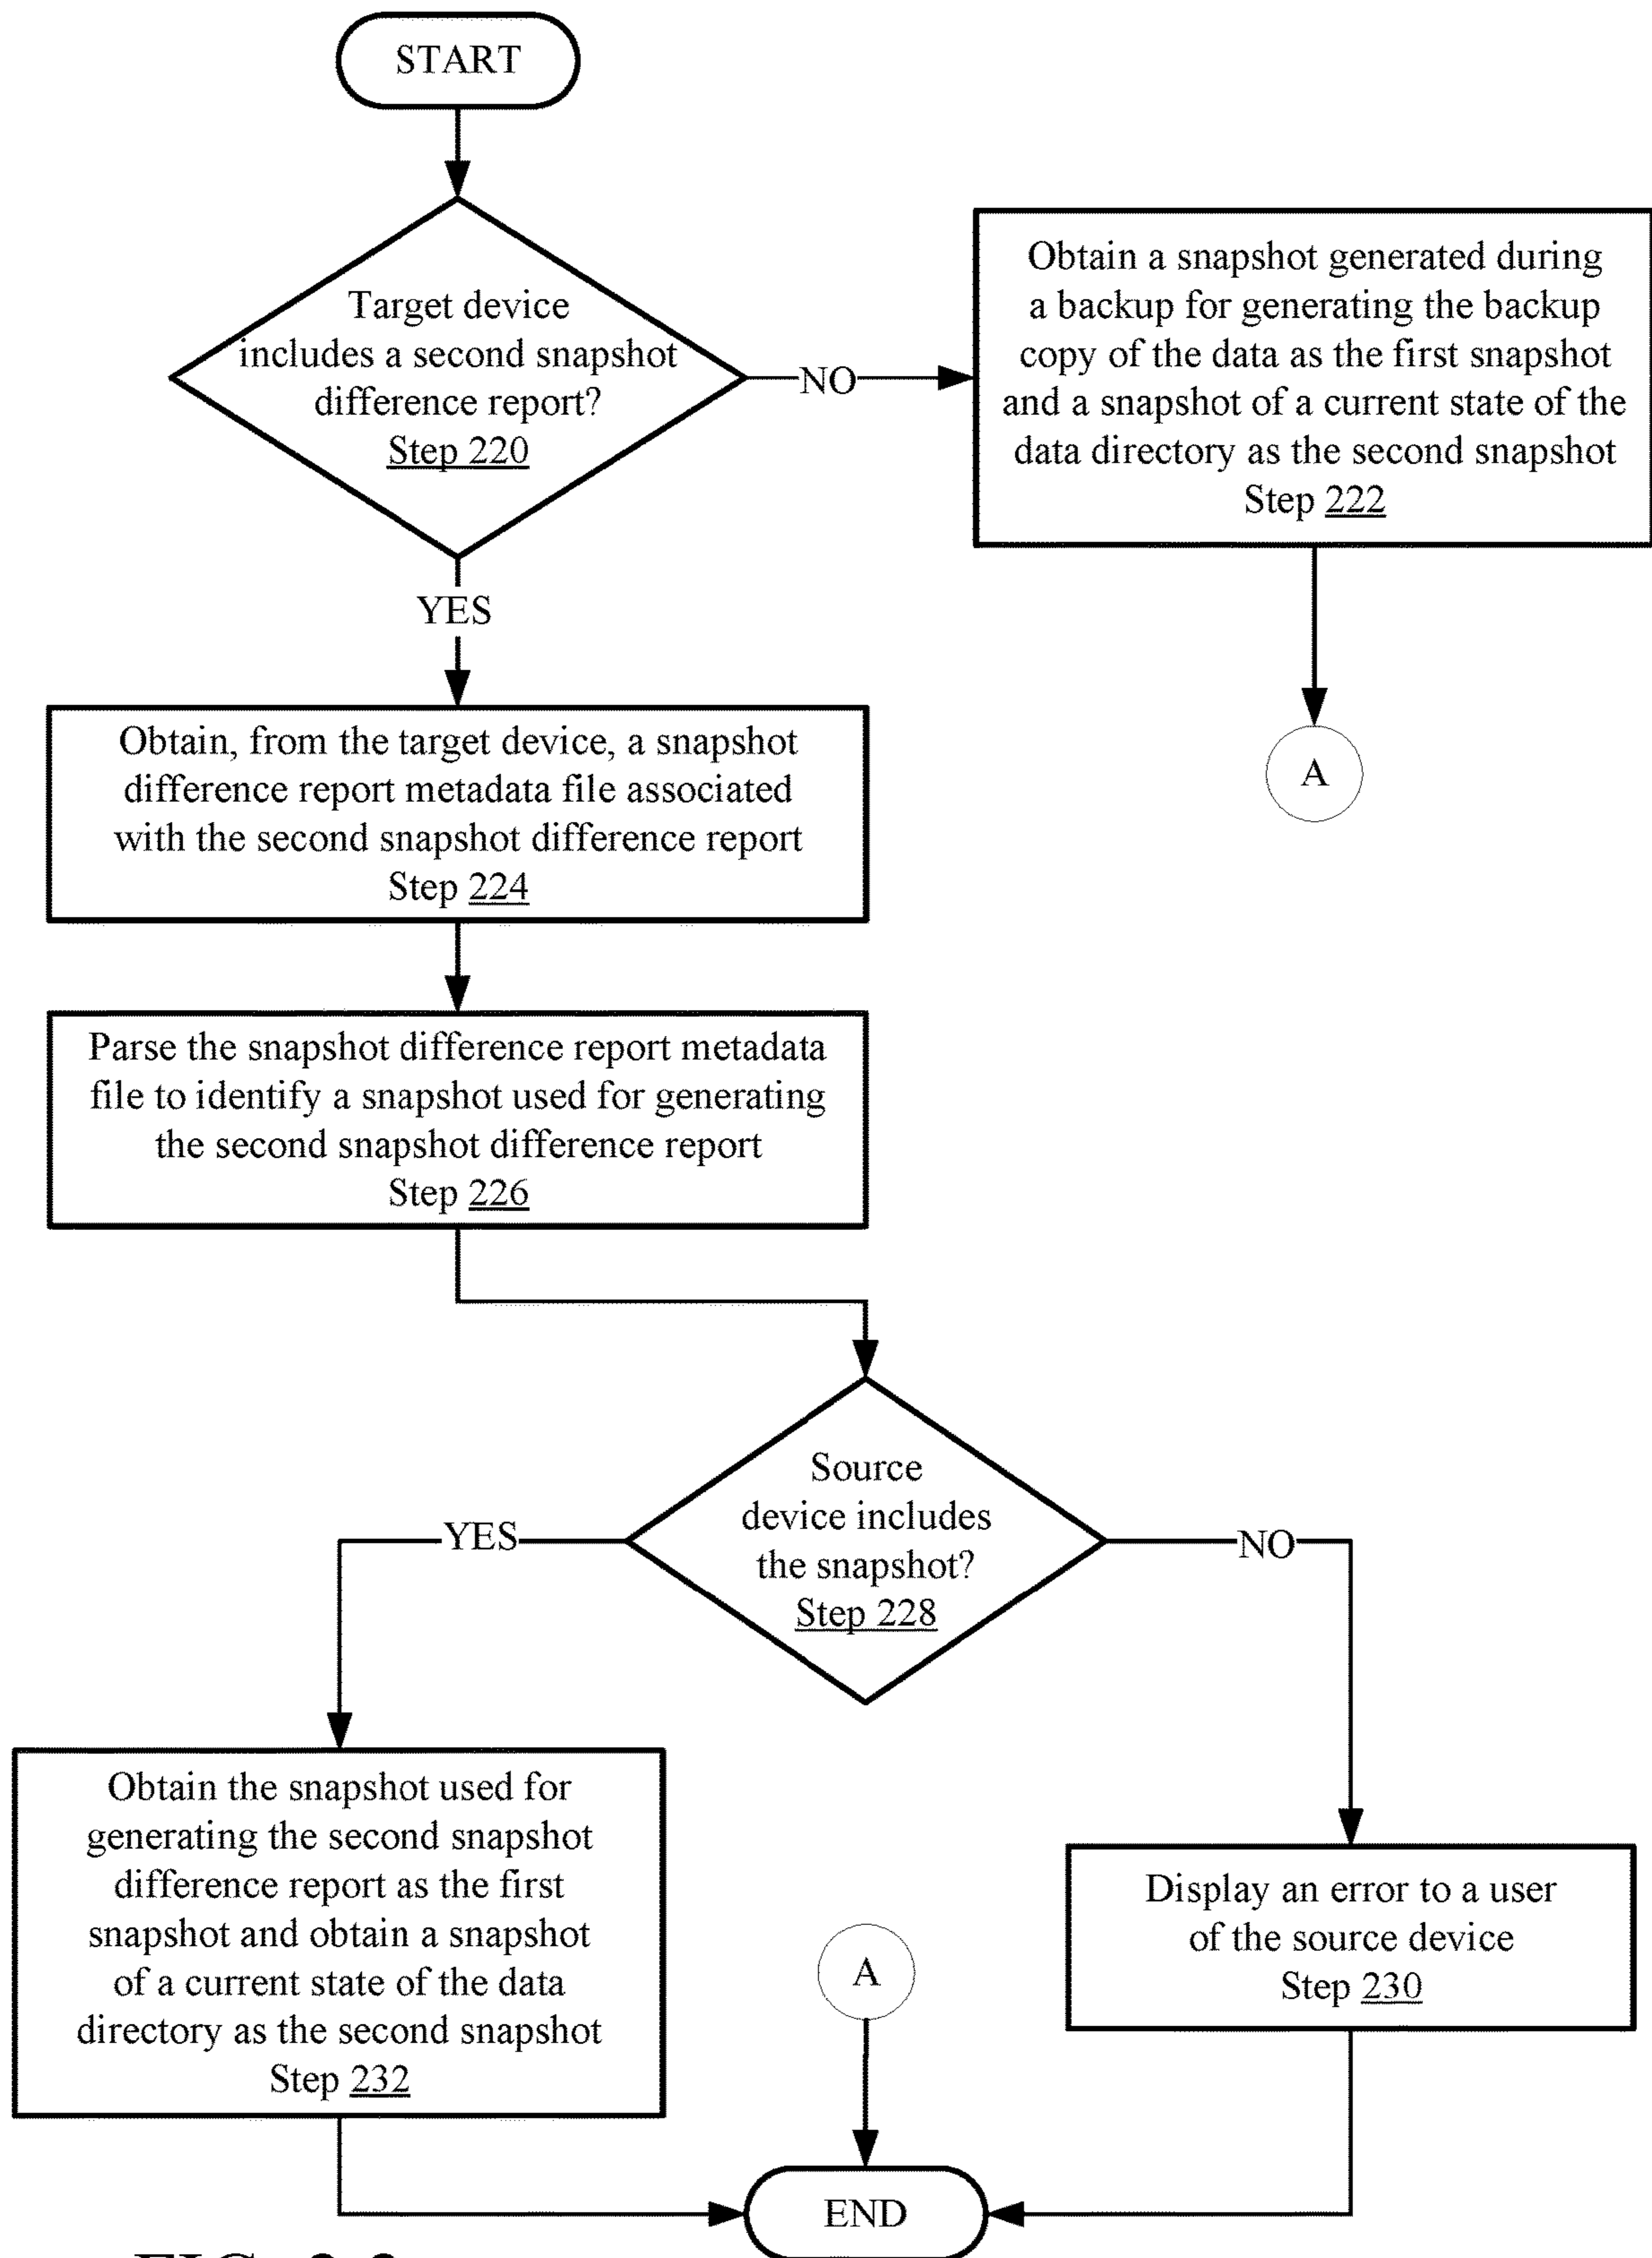 START
Target device
includes a second snapshot
difference report?
Step 220
NO
Obtain a snapshot generated during
a backup for generating the backup
copy of the data as the first snapshot
and a snapshot of a current state of the
data directory as the second snapshot
Step 222
A
YES
Obtain, from the target device, a snapshot
difference report metadata file associated
with the second snapshot difference report
Step 224
Parse the snapshot difference report metadata
file to identify a snapshot used for generating
the second snapshot difference report
Step 226
Source
device includes
the snapshot?
Step 228
YES
NO
Obtain the snapshot used for
generating the second snapshot
difference report as the first
snapshot and obtain a snapshot
of a current state of the data
directory as the second snapshot
Step 232
A
Display an error to a user
of the source device
Step 230
END